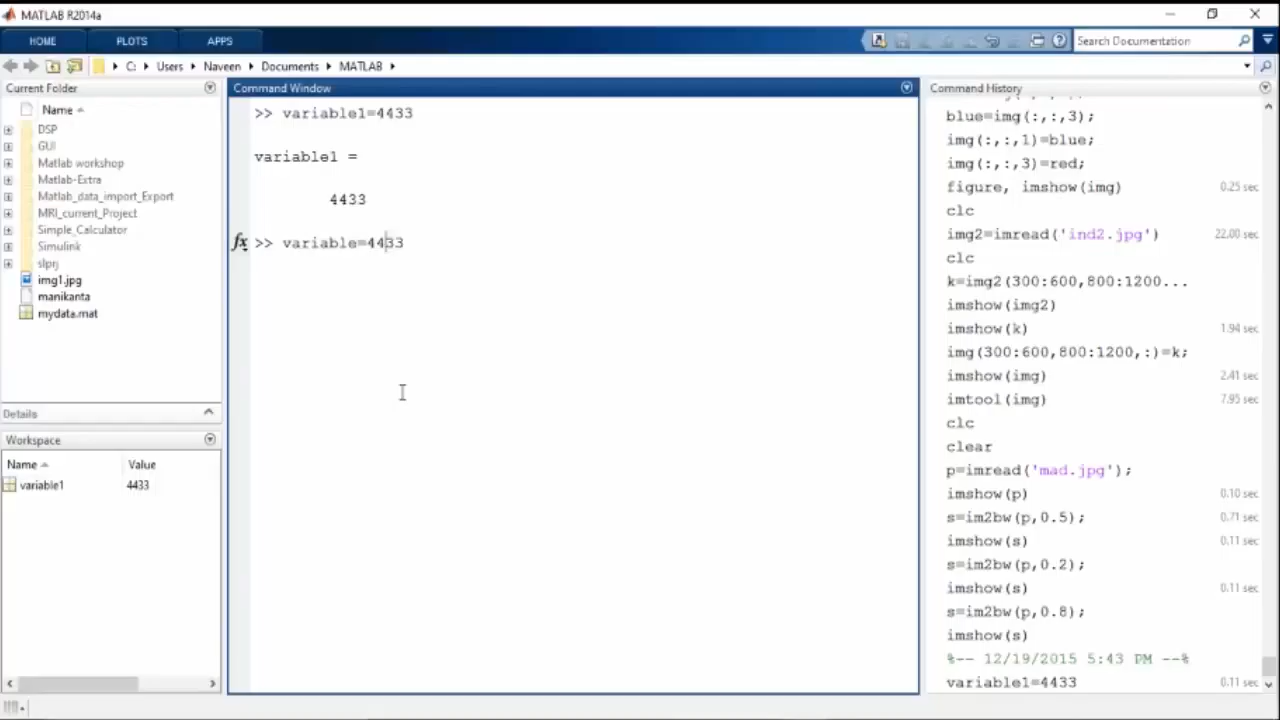 MATLAB R2014a
HOME PLOTS APPS
Search Documentation
C: Users Naveen Documents MATLAB
Current Folder
Name
DSP
GUI
Matlab workshop
Matlab-Extra
Matlab_data_import_Export
MRI_current_Project
Simple_Calculator
Simulink
slprj
img1.jpg
manikanta
mydata.mat
Details
Workspace
Name Value
variable1 4433
Command Window
>> variable1=4433
variable1 =
4433
fx >> variable=4433
Command History
blue=img(:,:,3);
img(:,:,1)=blue;
img(:,:,3)=red;
figure, imshow(img) 0.25 sec
clc
img2=imread('ind2.jpg') 22.00 sec
clc
k=img2(300:600,800:1200...
imshow(img2)
imshow(k) 1.94 sec
img(300:600,800:1200,:)=k;
imshow(img) 2.41 sec
imtool(img) 7.95 sec
clc
clear
p=imread('mad.jpg');
imshow(p) 0.10 sec
s=im2bw(p,0.5); 0.71 sec
imshow(s) 0.11 sec
s=im2bw(p,0.2);
imshow(s) 0.11 sec
s=im2bw(p,0.8);
imshow(s)
%-- 12/19/2015 5:43 PM --%
variable1=4433 0.11 sec